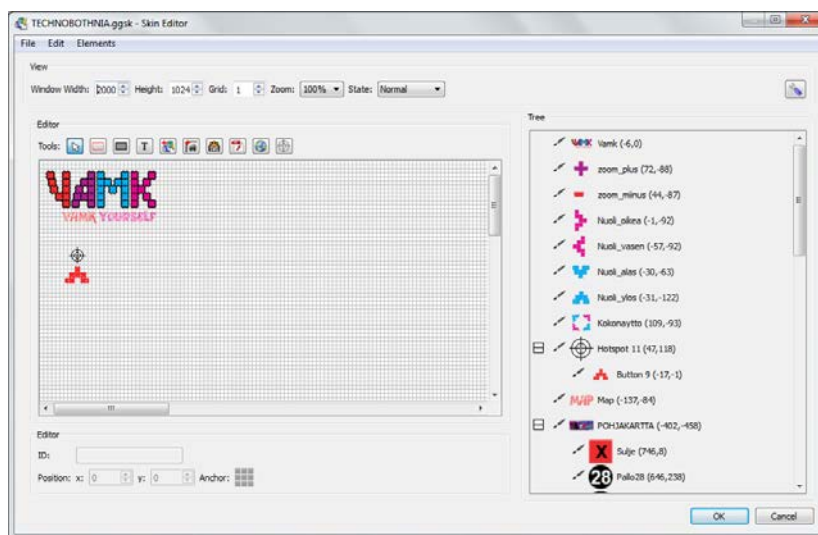 TECHNOBOTHNIA.ggsk - Skin Editor
File Edit Elements
View
Window Width: 2000 Height: 1024 Grid: 1 Zoom: 100% State: Normal
Editor
Tools: T
VAMK
VAMK YOURSELF
Editor
ID:
Position: x: 0 y: 0 Anchor:
Tree
VAMK Vamk (-6,0)
zoom_plus (72,-88)
zoom_miinus (44,-87)
Nuoli_oikea (-1,-92)
Nuoli_vasen (-57,-92)
Nuoli_alas (-30,-63)
Nuoli_ylos (-31,-122)
Kokonaytto (109,-93)
Hotspot 11 (47,118)
Button 9 (-17,-1)
MAP Map (-137,-84)
POHJAKARTTA (-402,-458)
X Sulje (746,8)
28 Pallo28 (646,238)
OK Cancel